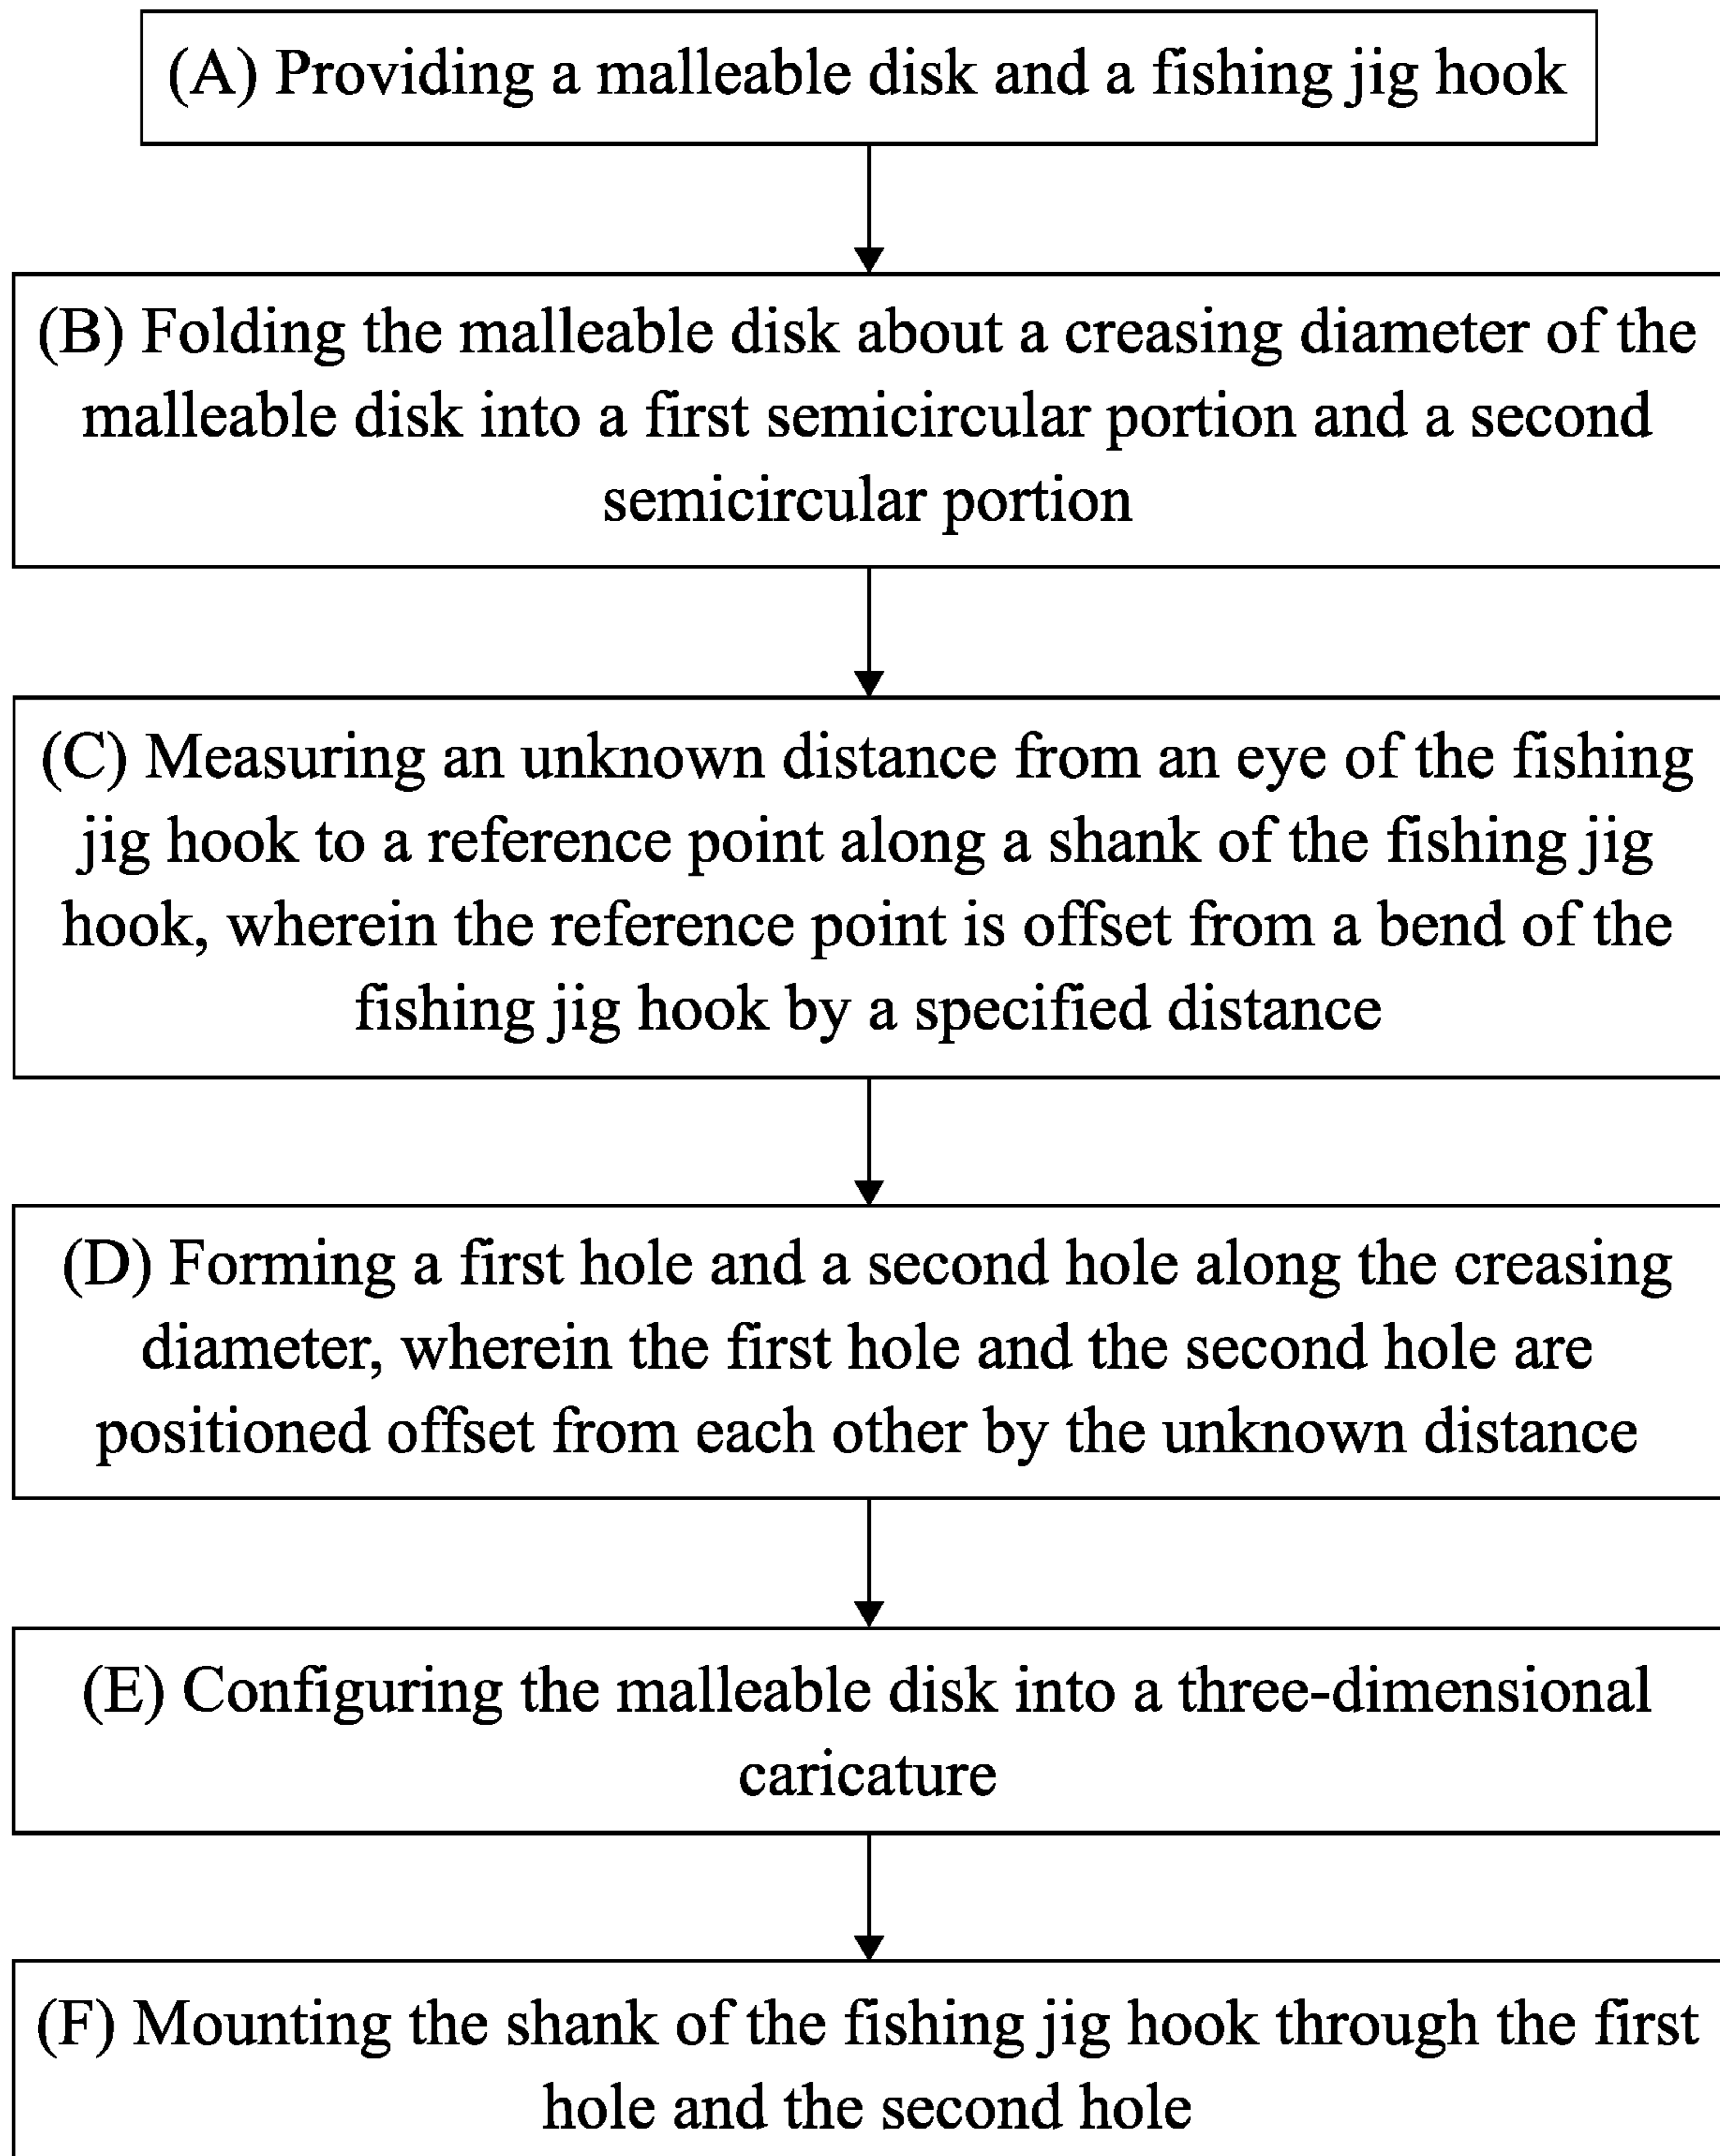 (A) Providing a malleable disk and a fishing jig hook
(B) Folding the malleable disk about a creasing diameter of the
malleable disk into a first semicircular portion and a second
semicircular portion
(C) Measuring an unknown distance from an eye of the fishing
jig hook to a reference point along a shank of the fishing jig
hook, wherein the reference point is offset from a bend of the
fishing jig hook by a specified distance
(D) Forming a first hole and a second hole along the creasing
diameter, wherein the first hole and the second hole are
positioned offset from each other by the unknown distance
(E) Configuring the malleable disk into a three-dimensional
caricature
(F) Mounting the shank of the fishing jig hook through the first
hole and the second hole